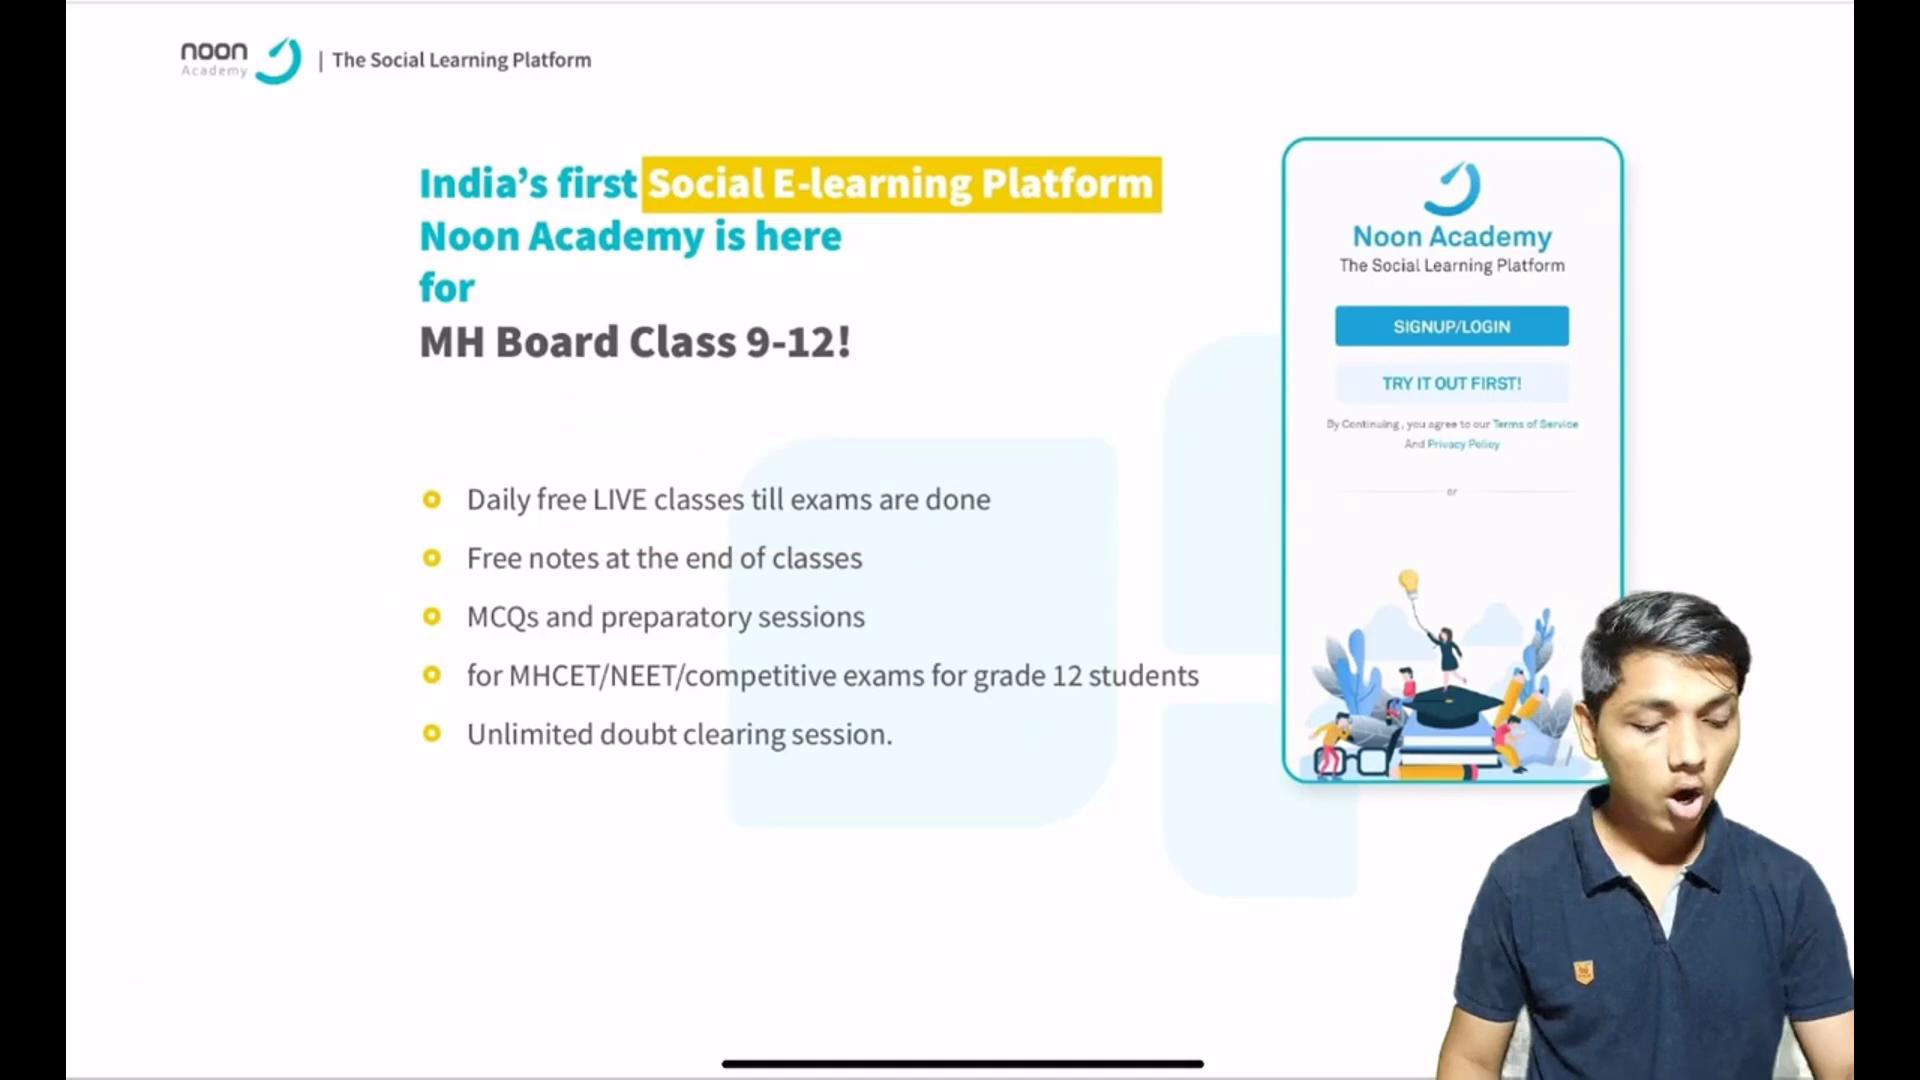 noon
Academy
| The Social Learning Platform
India's first Social E-learning Platform
Noon Academy is here
for
MH Board Class 9-12!
Daily free LIVE classes till exams are done
Free notes at the end of classes
MCQs and preparatory sessions
for MHCET/NEET/competitive exams for grade 12 students
Unlimited doubt clearing session.
Noon Academy
The Social Learning Platform
SIGNUP/LOGIN
TRY IT OUT FIRST!
By Continuing , you agree to our Terms of Service
And Privacy Policy
or